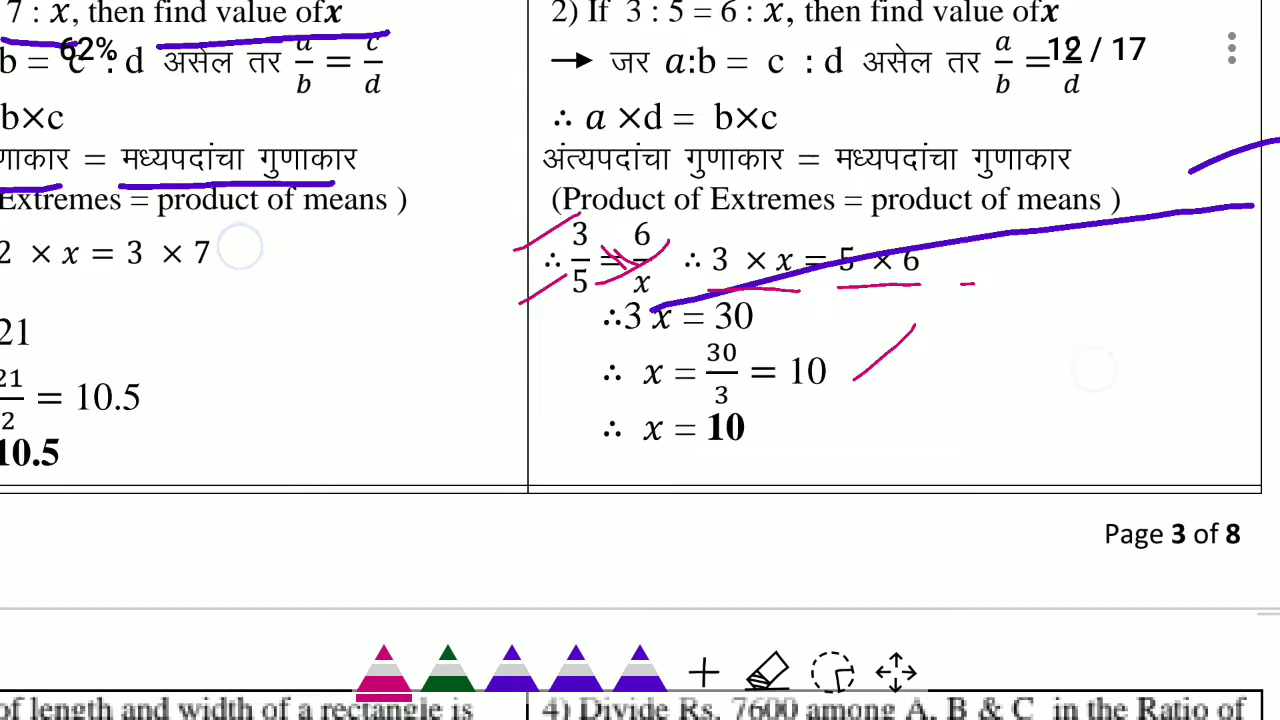 7 : x, then find value of x
b = c : d असेल तर a/b = c/d
b×c
णाकार = मध्यपदांचा गुणाकार
Extremes = product of means )
2 × x = 3 × 7
21
21/2 = 10.5
10.5
2) If 3 : 5 = 6 : x, then find value of x
→ जर a:b = c : d असेल तर a/b = c/d
∴ a ×d = b×c
अंत्यपदांचा गुणाकार = मध्यपदांचा गुणाकार
(Product of Extremes = product of means )
∴ 3/5 = 6/x ∴ 3 × x = 5 × 6
∴3 x = 30
∴ x = 30/3 = 10
∴ x = 10
62%
12 / 17
Page 3 of 8
of length and width of a rectangle is
4) Divide Rs. 7600 among A, B & C in the Ratio of